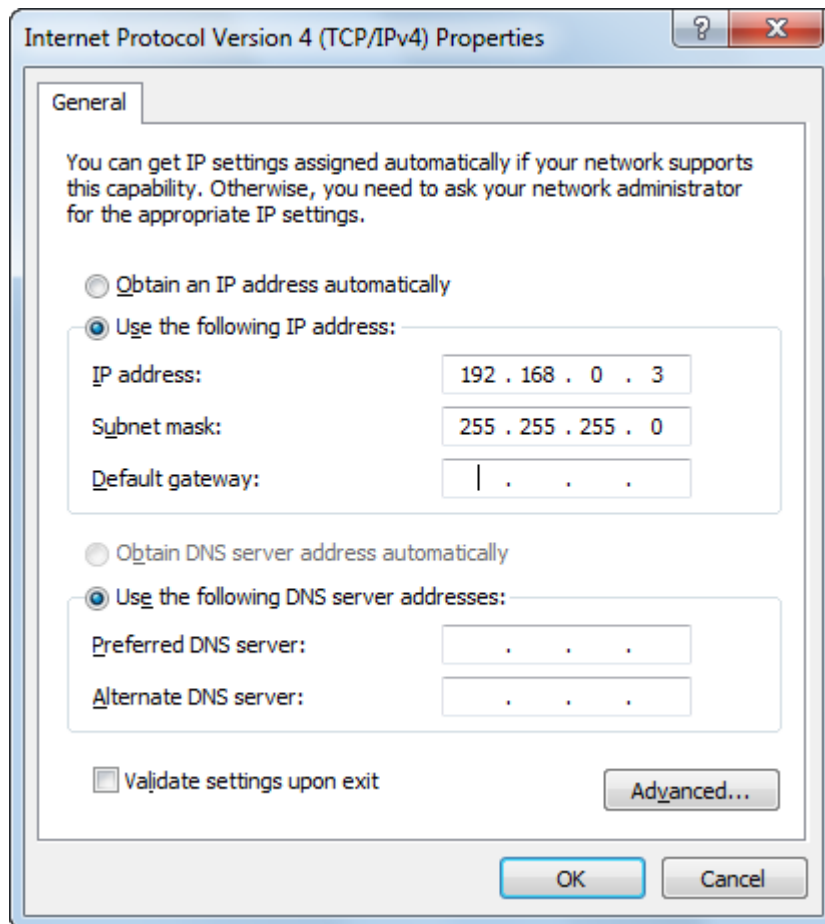 Internet Protocol Version 4 (TCP/IPv4) Properties
General
You can get IP settings assigned automatically if your network supports
this capability. Otherwise, you need to ask your network administrator
for the appropriate IP settings.
Obtain an IP address automatically
Use the following IP address:
IP address: 192 . 168 . 0 . 3
Subnet mask: 255 . 255 . 255 . 0
Default gateway: . . .
Obtain DNS server address automatically
Use the following DNS server addresses:
Preferred DNS server: . . .
Alternate DNS server: . . .
Validate settings upon exit
Advanced...
OK Cancel